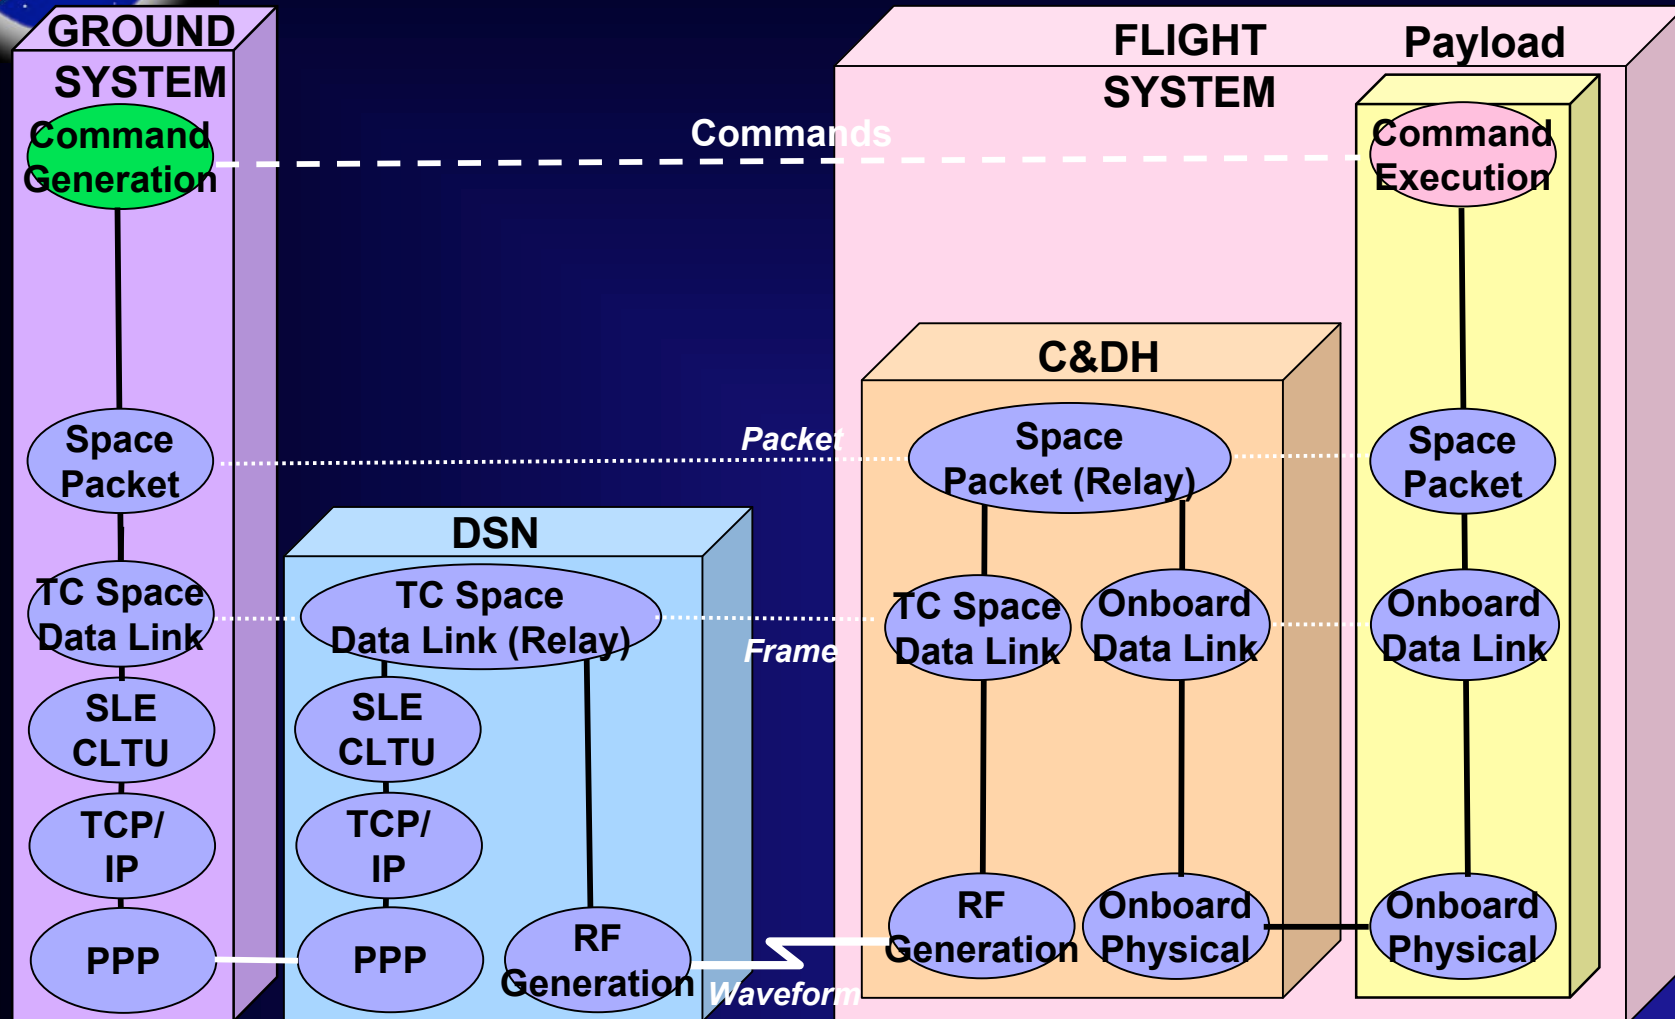 GROUND
SYSTEM
Command
Generation
Space
Packet
TC Space
Data Link
SLE
CLTU
TCP/
IP
PPP
DSN
TC Space
Data Link (Relay)
SLE
CLTU
TCP/
IP
PPP
RF
Generation
Commands
Packet
Frame
Waveform
FLIGHT
SYSTEM
C&DH
Space
Packet (Relay)
TC Space
Data Link
Onboard
Data Link
RF
Generation
Onboard
Physical
Payload
Command
Execution
Space
Packet
Onboard
Data Link
Onboard
Physical